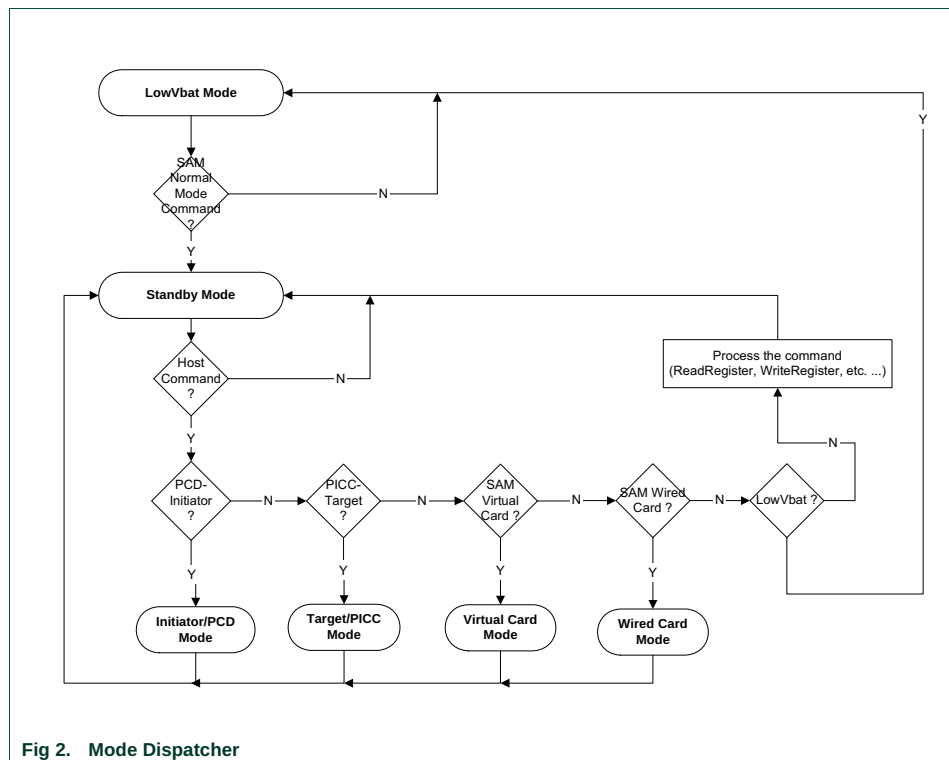 LowVbat Mode
Y
SAM
Normal
Mode
Command
?
N
Y
Standby Mode
Host
Command
?
N
Process the command
(ReadRegister, WriteRegister, etc. ...)
Y
N
PCD-
Initiator
?
N
PICC-
Target
?
N
SAM
Virtual
Card ?
N
SAM Wired
Card ?
N
LowVbat ?
Y
Y
Y
Y
Initiator/PCD
Mode
Target/PICC
Mode
Virtual Card
Mode
Wired Card
Mode
Fig 2. Mode Dispatcher